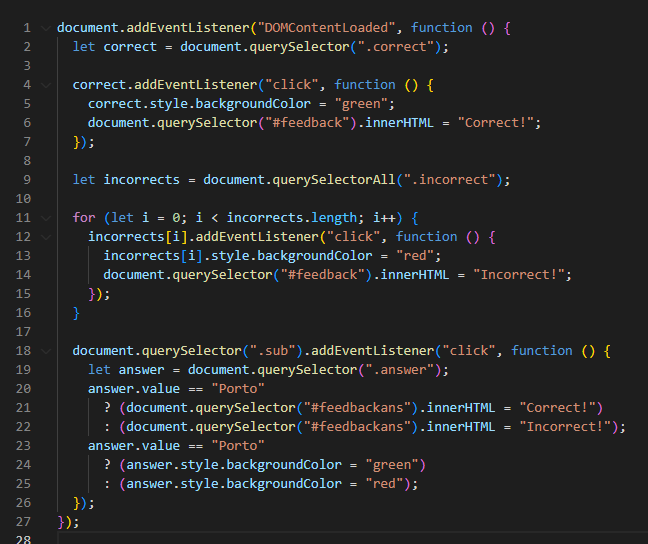 1 document.addEventListener("DOMContentLoaded", function () {
2   let correct = document.querySelector(".correct");
3
4   correct.addEventListener("click", function () {
5     correct.style.backgroundColor = "green";
6     document.querySelector("#feedback").innerHTML = "Correct!";
7   });
8
9   let incorrects = document.querySelectorAll(".incorrect");
10
11   for (let i = 0; i < incorrects.length; i++) {
12     incorrects[i].addEventListener("click", function () {
13       incorrects[i].style.backgroundColor = "red";
14       document.querySelector("#feedback").innerHTML = "Incorrect!";
15     });
16   }
17
18   document.querySelector(".sub").addEventListener("click", function () {
19     let answer = document.querySelector(".answer");
20     answer.value == "Porto"
21       ? (document.querySelector("#feedbackans").innerHTML = "Correct!")
22       : (document.querySelector("#feedbackans").innerHTML = "Incorrect!");
23     answer.value == "Porto"
24       ? (answer.style.backgroundColor = "green")
25       : (answer.style.backgroundColor = "red");
26   });
27 });
28